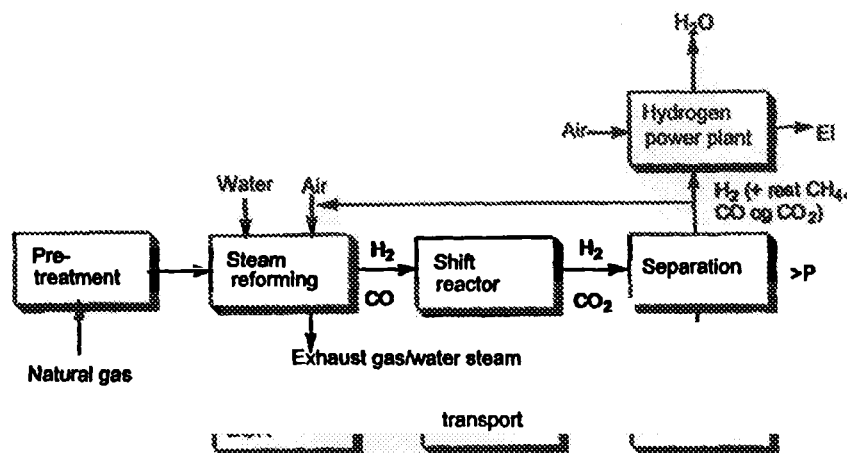 H₂O
Hydrogen
power plant
Air
El
H₂ (+ rest CH₄,
CO og CO₂)
Water
Air
Pre-
treatment
Steam
reforming
H₂
CO
Shift
reactor
H₂
CO₂
Separation
>P
Exhaust gas/water steam
Natural gas
transport